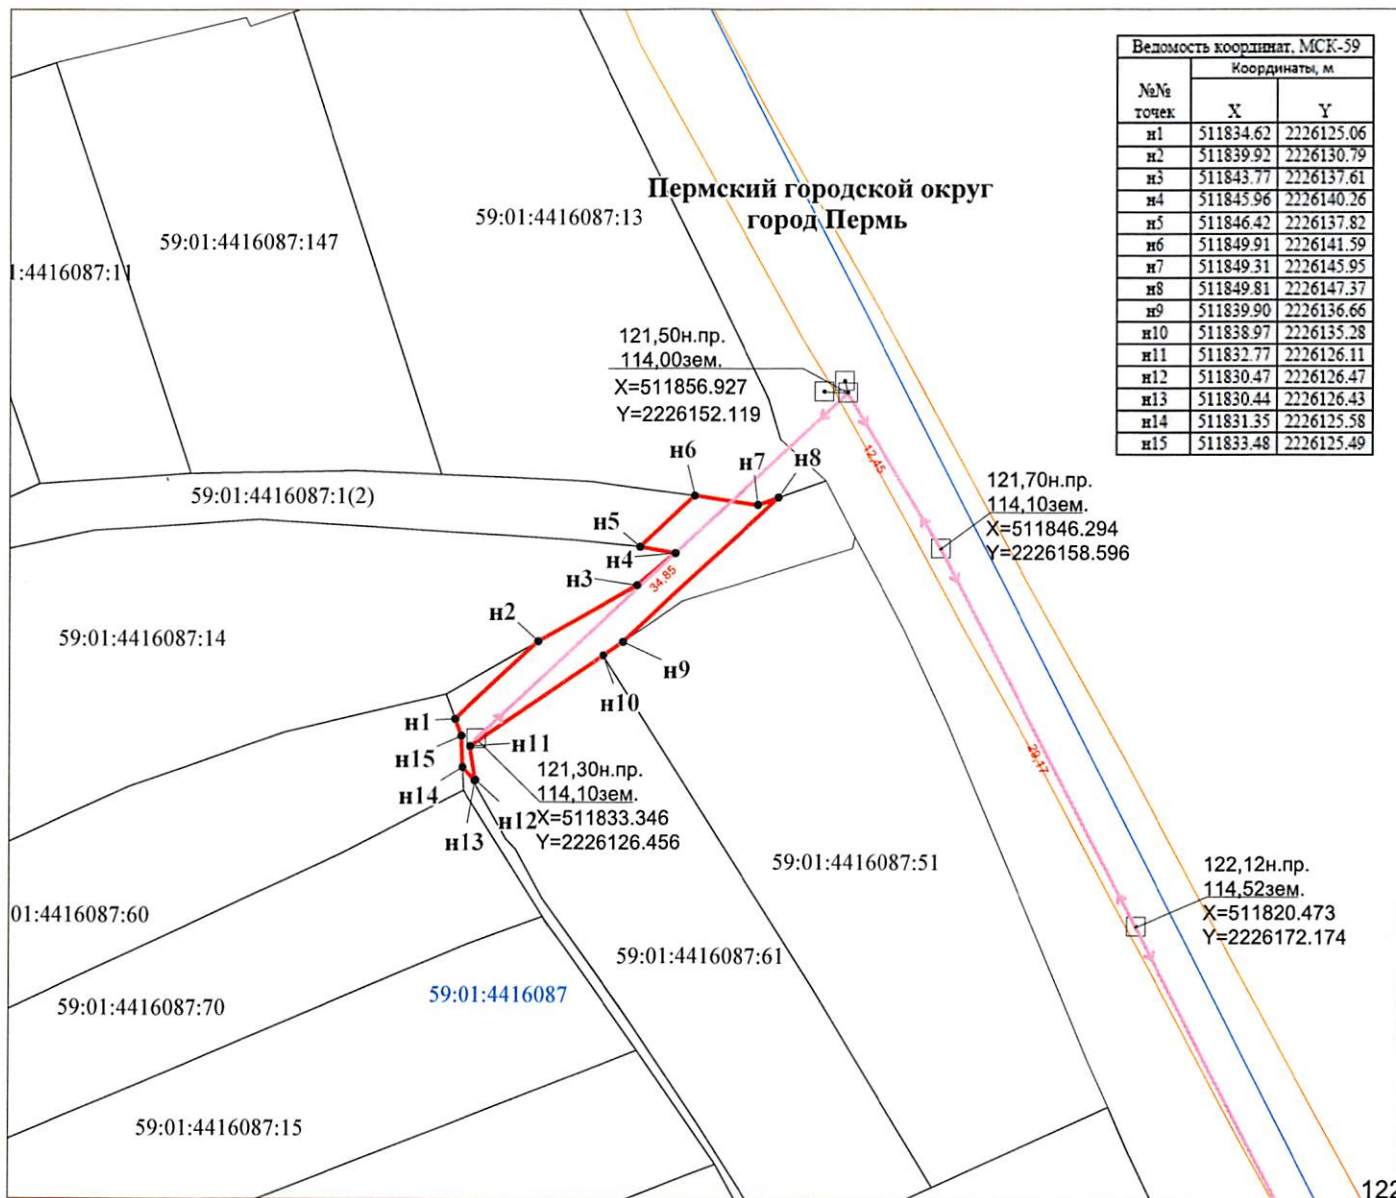 Ведомость координат, МСК-59
№№ точек
Координаты, м
X Y
н1 511834.62 2226125.06
н2 511839.92 2226130.79
н3 511843.77 2226137.61
н4 511845.96 2226140.26
н5 511846.42 2226137.82
н6 511849.91 2226141.59
н7 511849.31 2226145.95
н8 511849.81 2226147.37
н9 511839.90 2226136.66
н10 511838.97 2226135.28
н11 511832.77 2226126.11
н12 511830.47 2226126.47
н13 511830.44 2226126.43
н14 511831.35 2226125.58
н15 511833.48 2226125.49
Пермский городской округ
город Пермь
59:01:4416087:13
59:01:4416087:147
1:4416087:11
121,50н.пр.
114,00зем.
X=511856.927
Y=2226152.119
12,45
121,70н.пр.
114,10зем.
X=511846.294
Y=2226158.596
59:01:4416087:1(2)
н6
н7
н8
н5
н4
н3
34,85
н2
59:01:4416087:14
н9
н10
н1
н15
н11
н14
н12
н13
121,30н.пр.
114,10зем.
X=511833.346
Y=2226126.456
29,17
59:01:4416087:51
122,12н.пр.
114,52зем.
X=511820.473
Y=2226172.174
01:4416087:60
59:01:4416087:61
59:01:4416087
59:01:4416087:70
59:01:4416087:15
122